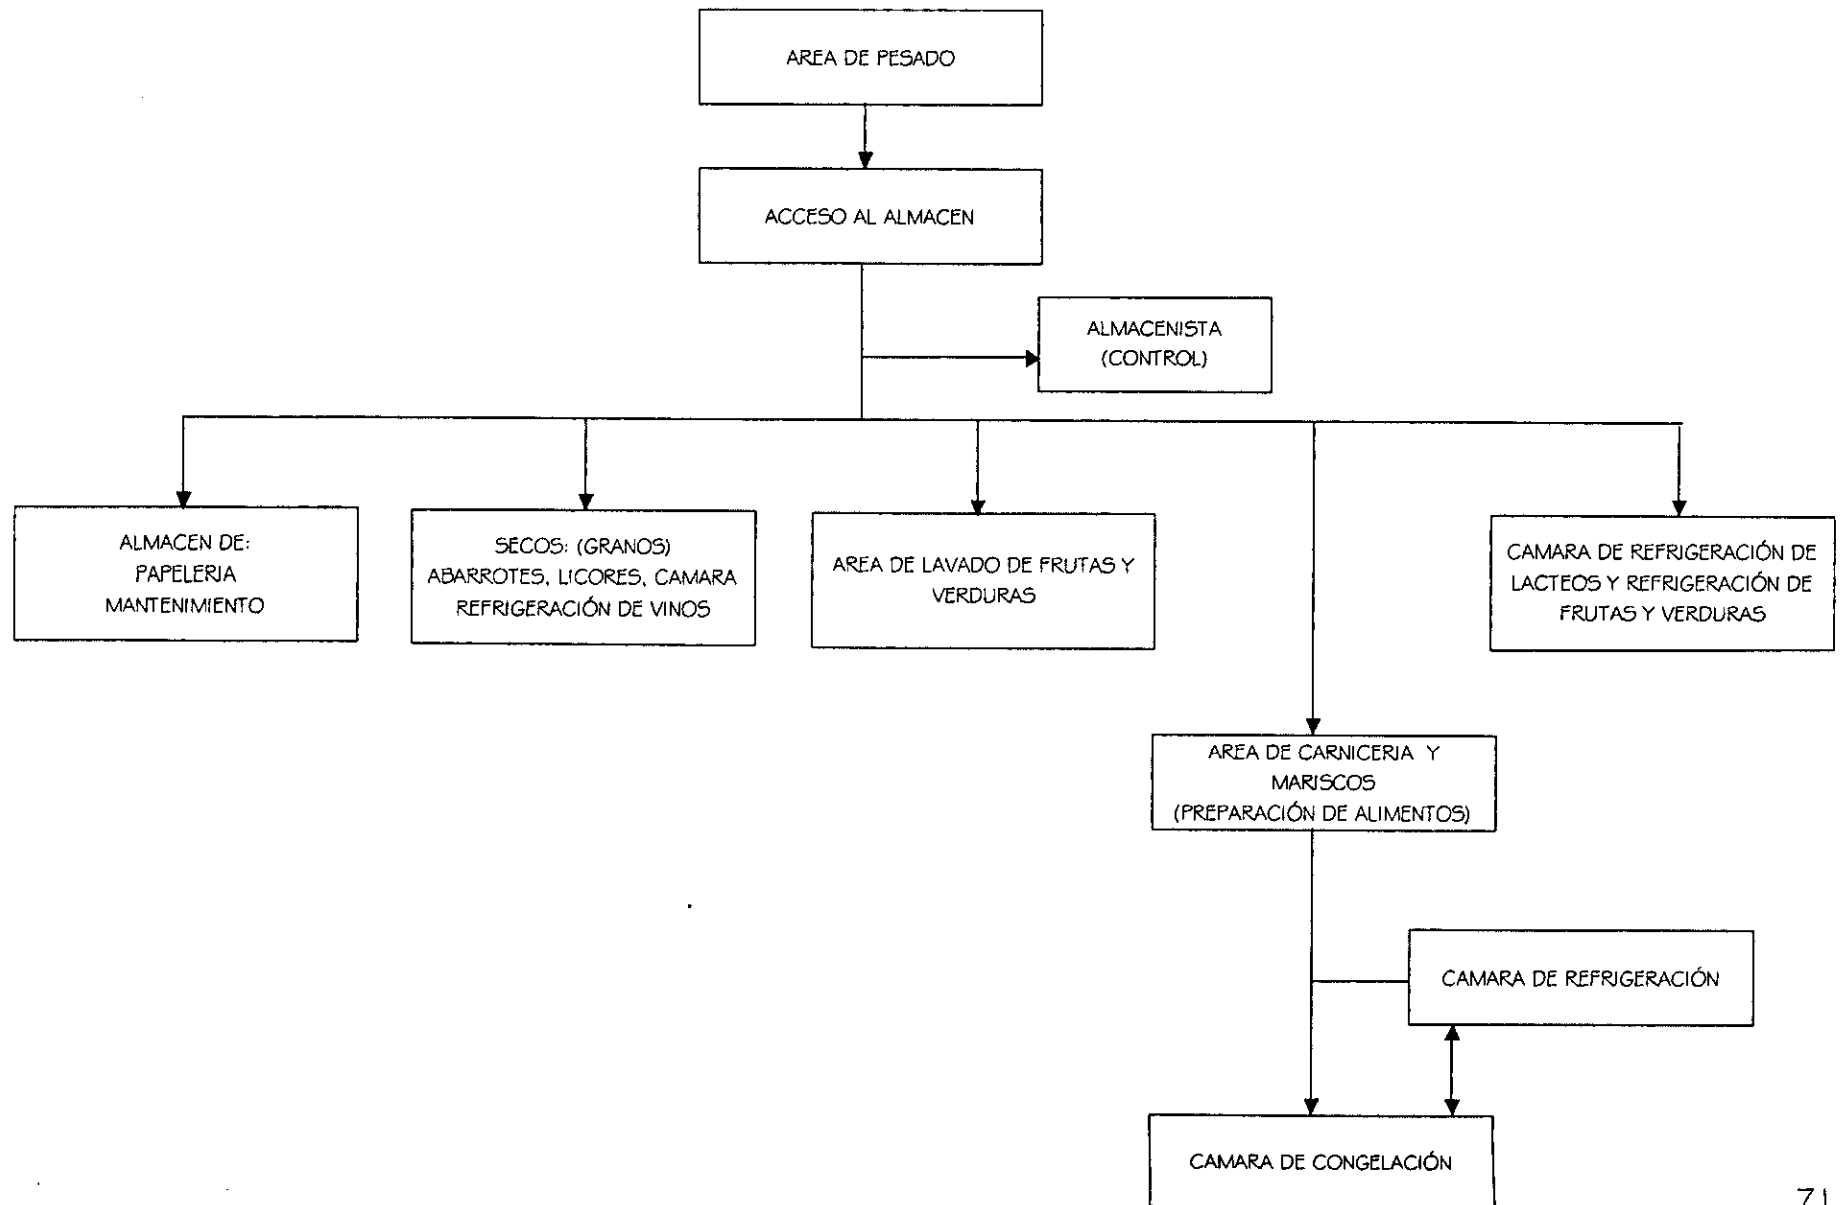 AREA DE PESADO
ACCESO AL ALMACEN
ALMACENISTA
(CONTROL)
ALMACEN DE:
PAPELERIA
MANTENIMIENTO
SECOS: (GRANOS)
ABARROTES, LICORES, CAMARA
REFRIGERACIÓN DE VINOS
AREA DE LAVADO DE FRUTAS Y
VERDURAS
CAMARA DE REFRIGERACIÓN DE
LACTEOS Y REFRIGERACIÓN DE
FRUTAS Y VERDURAS
AREA DE CARNICERIA Y
MARISCOS
(PREPARACIÓN DE ALIMENTOS)
CAMARA DE REFRIGERACIÓN
CAMARA DE CONGELACIÓN
71